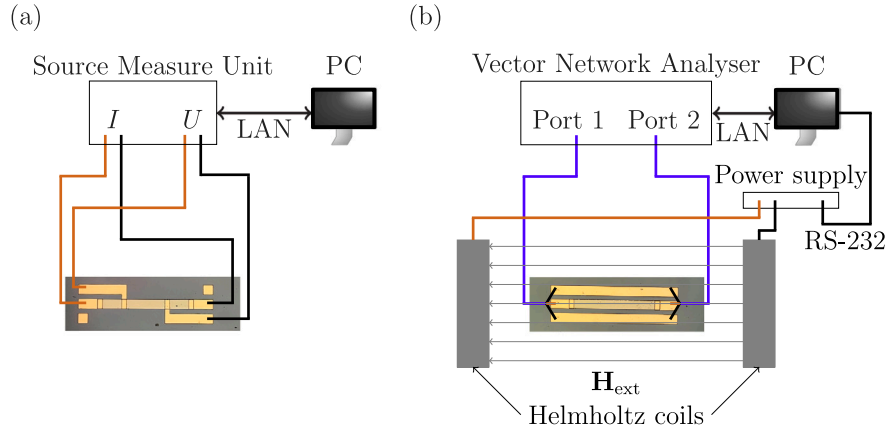 (a)
Source Measure Unit
PC
I
U
LAN
(b)
Vector Network Analyser
PC
Port 1
Port 2
LAN
Power supply
RS-232
H_ext
Helmholtz coils